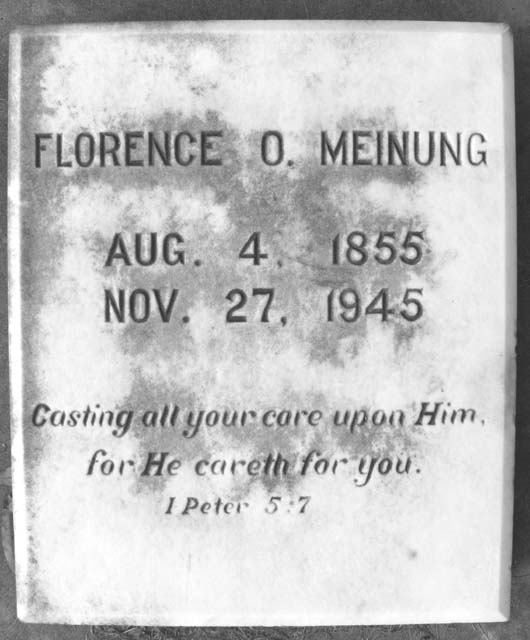 FLORENCE O. MEINUNG
AUG. 4, 1855
NOV. 27, 1945
Casting all your care upon Him,
for He careth for you.
I Peter 5:7